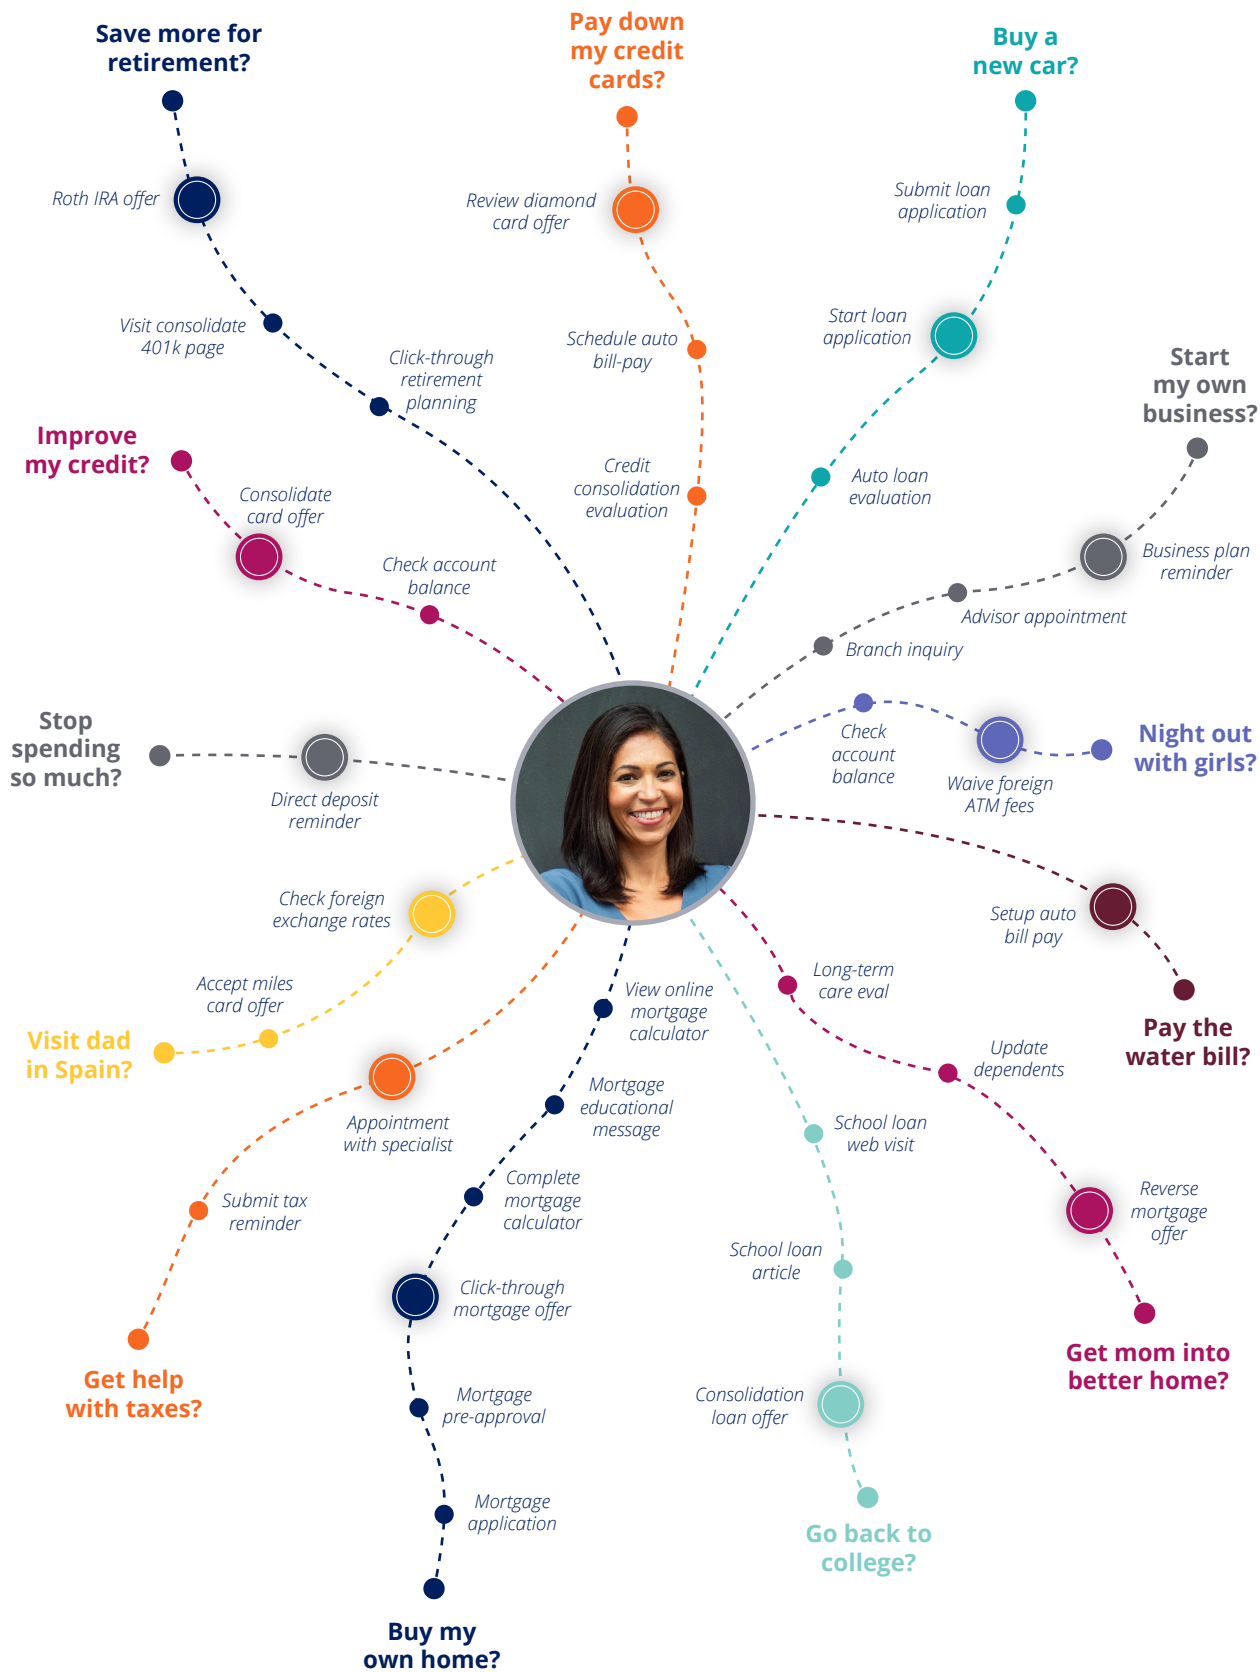 Save more for
retirement?
Roth IRA offer
Visit consolidate
401k page
Click-through
retirement
planning
Pay down
my credit
cards?
Review diamond
card offer
Schedule auto
bill-pay
Credit
consolidation
evaluation
Buy a
new car?
Submit loan
application
Start loan
application
Auto loan
evaluation
Start
my own
business?
Business plan
reminder
Advisor appointment
Branch inquiry
Improve
my credit?
Consolidate
card offer
Check account
balance
Stop
spending
so much?
Direct deposit
reminder
Night out
with girls?
Check
account
balance
Waive foreign
ATM fees
Setup auto
bill pay
Pay the
water bill?
Check foreign
exchange rates
Accept miles
card offer
Visit dad
in Spain?
Appointment
with specialist
Submit tax
reminder
Get help
with taxes?
View online
mortgage
calculator
Mortgage
educational
message
Complete
mortgage
calculator
Click-through
mortgage offer
Mortgage
pre-approval
Mortgage
application
Buy my
own home?
Long-term
care eval
Update
dependents
Reverse
mortgage
offer
Get mom into
better home?
School loan
web visit
School loan
article
Consolidation
loan offer
Go back to
college?